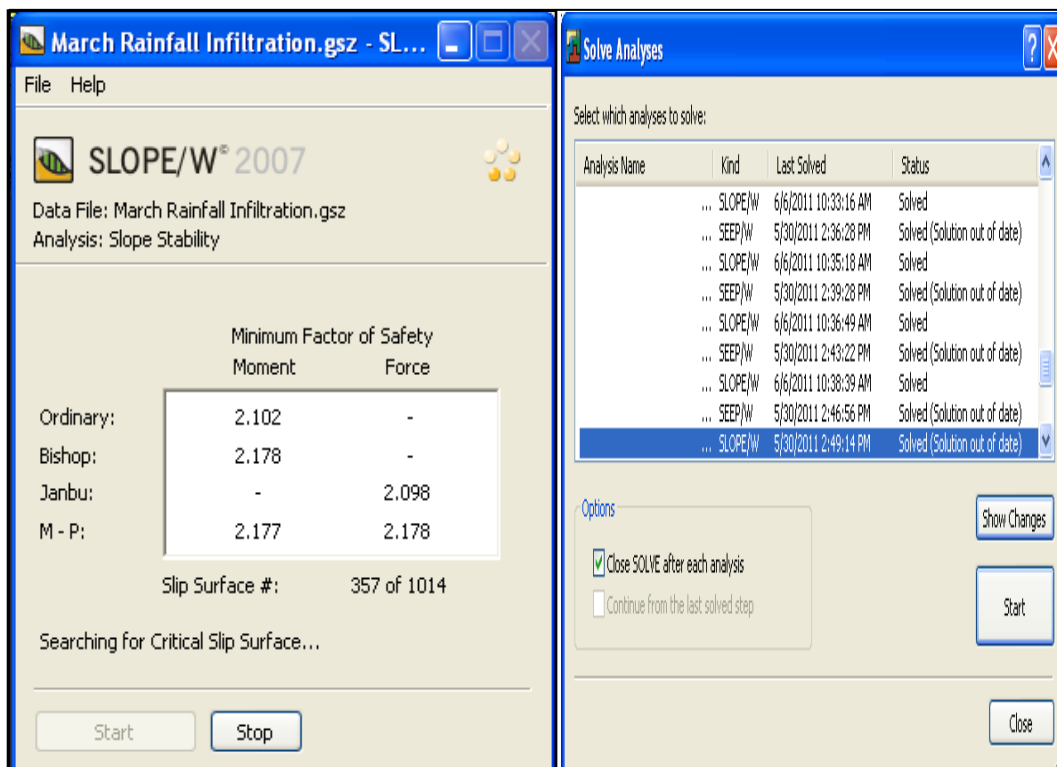 March Rainfall Infiltration.gsz - SL...
File Help
SLOPE/W© 2007
Data File: March Rainfall Infiltration.gsz
Analysis: Slope Stability
Minimum Factor of Safety
Moment Force
Ordinary: 2.102 -
Bishop: 2.178 -
Janbu: - 2.098
M - P: 2.177 2.178
Slip Surface #: 357 of 1014
Searching for Critical Slip Surface...
Start Stop
Solve Analyses
Select which analyses to solve:
Analysis Name Kind Last Solved Status
... SLOPE/W 6/6/2011 10:33:16 AM Solved
... SEEP/W 5/30/2011 2:36:28 PM Solved (Solution out of date)
... SLOPE/W 6/6/2011 10:35:18 AM Solved
... SEEP/W 5/30/2011 2:39:28 PM Solved (Solution out of date)
... SLOPE/W 6/6/2011 10:36:49 AM Solved
... SEEP/W 5/30/2011 2:43:22 PM Solved (Solution out of date)
... SLOPE/W 6/6/2011 10:38:39 AM Solved
... SEEP/W 5/30/2011 2:46:56 PM Solved (Solution out of date)
... SLOPE/W 5/30/2011 2:49:14 PM Solved (Solution out of date)
Options
Close SOLVE after each analysis
Continue from the last solved step
Show Changes
Start
Close